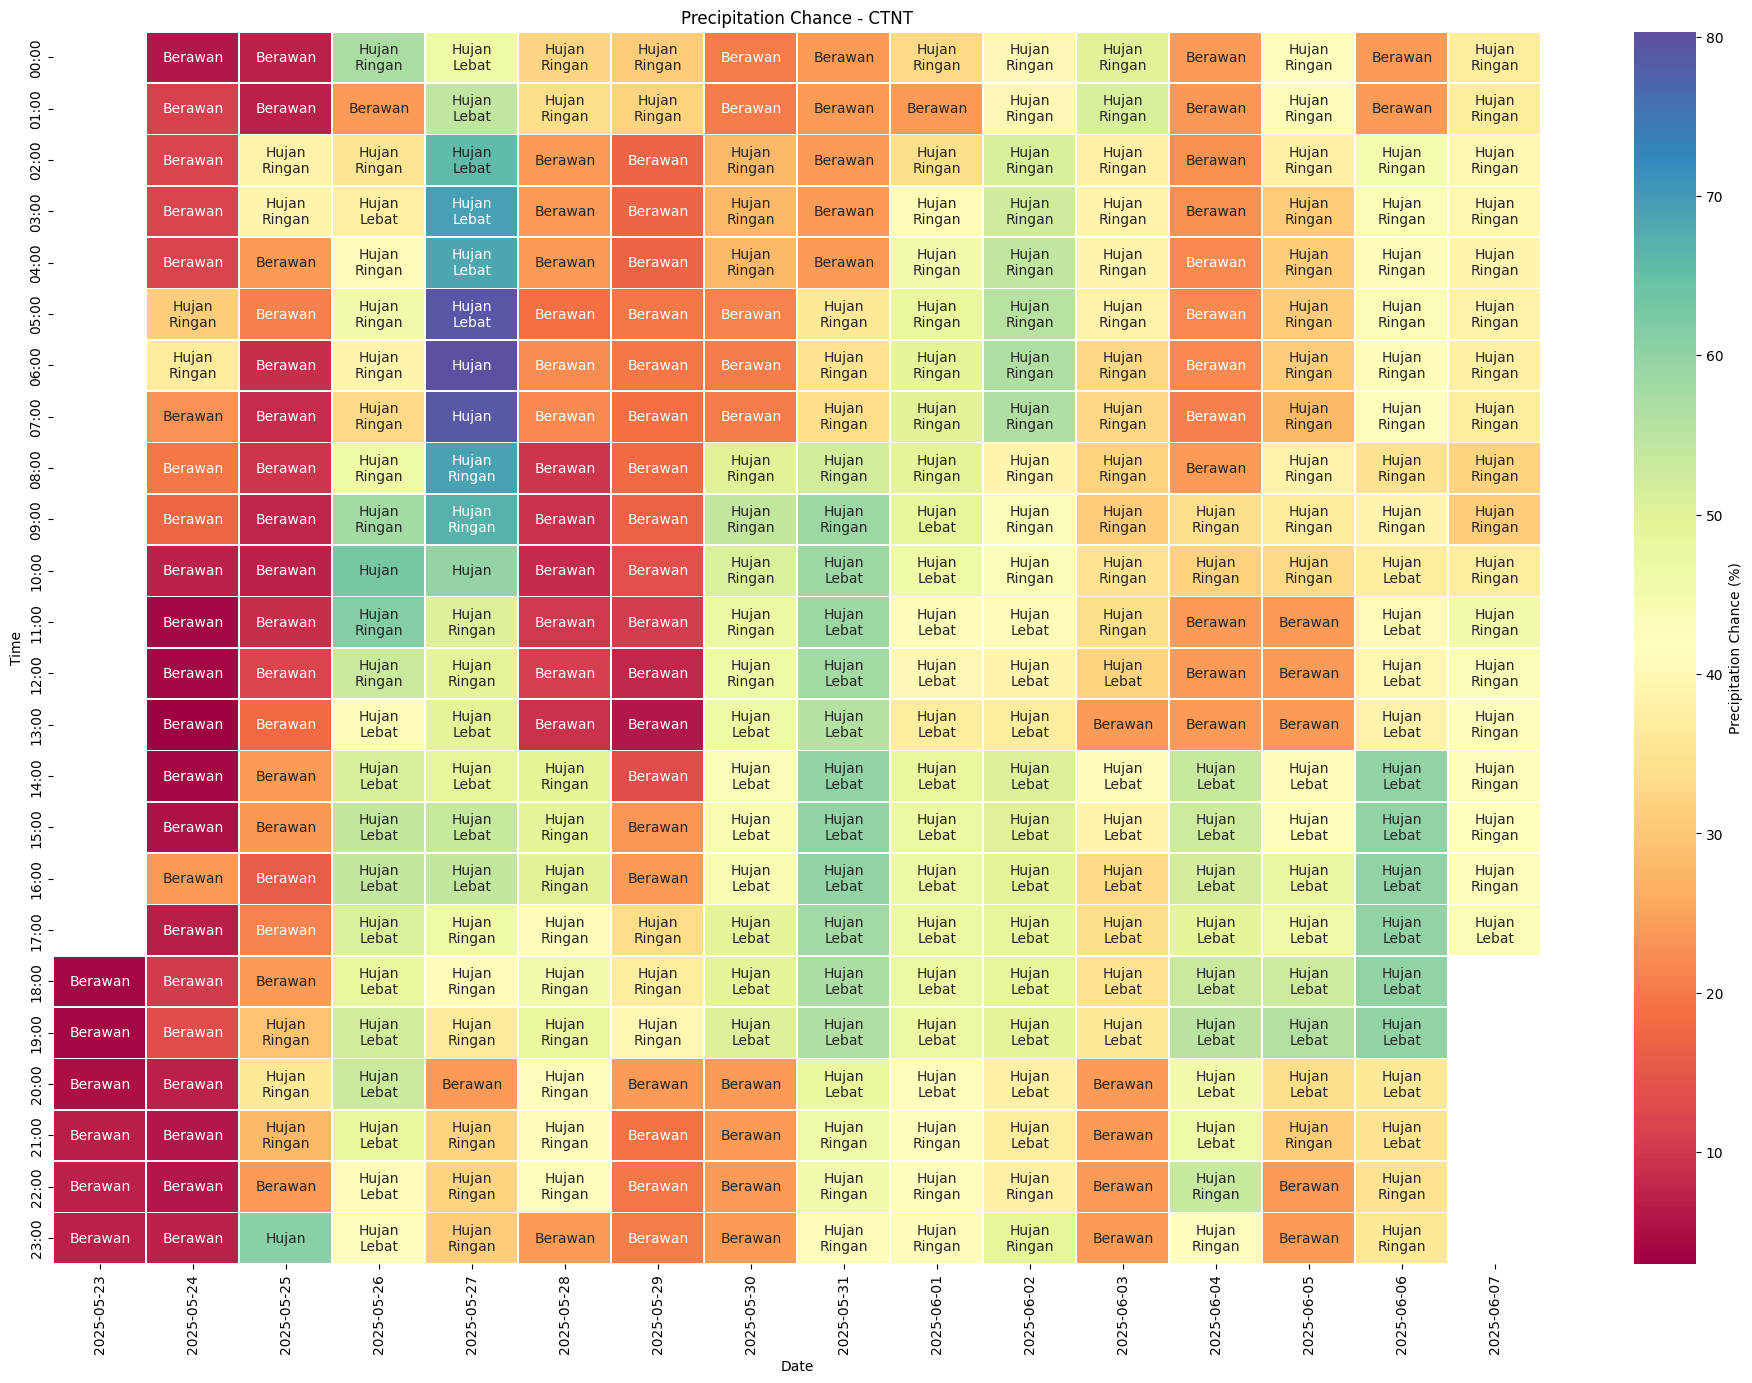 Precipitation Chance - CTNT
00:00 Berawan Berawan Hujan Ringan Hujan Lebat Hujan Ringan Hujan Ringan Berawan Berawan Hujan Ringan Hujan Ringan Hujan Ringan Berawan Hujan Ringan Berawan Hujan Ringan
01:00 Berawan Berawan Berawan Hujan Lebat Hujan Ringan Hujan Ringan Berawan Berawan Berawan Hujan Ringan Hujan Ringan Berawan Hujan Ringan Berawan Hujan Ringan
02:00 Berawan Hujan Ringan Hujan Ringan Hujan Lebat Berawan Berawan Hujan Ringan Berawan Hujan Ringan Hujan Ringan Hujan Ringan Berawan Hujan Ringan Hujan Ringan Hujan Ringan
03:00 Berawan Hujan Ringan Hujan Lebat Hujan Lebat Berawan Berawan Hujan Ringan Berawan Hujan Ringan Hujan Ringan Hujan Ringan Berawan Hujan Ringan Hujan Ringan Hujan Ringan
04:00 Berawan Berawan Hujan Ringan Hujan Lebat Berawan Berawan Hujan Ringan Berawan Hujan Ringan Hujan Ringan Hujan Ringan Berawan Hujan Ringan Hujan Ringan Hujan Ringan
05:00 Hujan Ringan Berawan Hujan Ringan Hujan Lebat Berawan Berawan Berawan Hujan Ringan Hujan Ringan Hujan Ringan Hujan Ringan Berawan Hujan Ringan Hujan Ringan Hujan Ringan
06:00 Hujan Ringan Berawan Hujan Ringan Hujan Berawan Berawan Berawan Hujan Ringan Hujan Ringan Hujan Ringan Hujan Ringan Berawan Hujan Ringan Hujan Ringan Hujan Ringan
07:00 Berawan Berawan Hujan Ringan Hujan Berawan Berawan Berawan Hujan Ringan Hujan Ringan Hujan Ringan Hujan Ringan Berawan Hujan Ringan Hujan Ringan Hujan Ringan
08:00 Berawan Berawan Hujan Ringan Hujan Ringan Berawan Berawan Hujan Ringan Hujan Ringan Hujan Ringan Hujan Ringan Hujan Ringan Berawan Hujan Ringan Hujan Ringan Hujan Ringan
09:00 Berawan Berawan Hujan Ringan Hujan Ringan Berawan Berawan Hujan Ringan Hujan Ringan Hujan Lebat Hujan Ringan Hujan Ringan Hujan Ringan Hujan Ringan Hujan Ringan Hujan Ringan
10:00 Berawan Berawan Hujan Hujan Berawan Berawan Hujan Ringan Hujan Lebat Hujan Lebat Hujan Ringan Hujan Ringan Hujan Ringan Hujan Ringan Hujan Lebat Hujan Ringan
11:00 Berawan Berawan Hujan Ringan Hujan Ringan Berawan Berawan Hujan Ringan Hujan Lebat Hujan Lebat Hujan Lebat Hujan Ringan Berawan Berawan Hujan Lebat Hujan Ringan
12:00 Berawan Berawan Hujan Ringan Hujan Ringan Berawan Berawan Hujan Ringan Hujan Lebat Hujan Lebat Hujan Lebat Hujan Lebat Berawan Berawan Hujan Lebat Hujan Ringan
13:00 Berawan Berawan Hujan Lebat Hujan Lebat Berawan Berawan Hujan Lebat Hujan Lebat Hujan Lebat Hujan Lebat Berawan Berawan Berawan Hujan Lebat Hujan Ringan
14:00 Berawan Berawan Hujan Lebat Hujan Lebat Hujan Ringan Berawan Hujan Lebat Hujan Lebat Hujan Lebat Hujan Lebat Hujan Lebat Hujan Lebat Hujan Lebat Hujan Lebat Hujan Ringan
15:00 Berawan Berawan Hujan Lebat Hujan Lebat Hujan Ringan Berawan Hujan Lebat Hujan Lebat Hujan Lebat Hujan Lebat Hujan Lebat Hujan Lebat Hujan Lebat Hujan Lebat Hujan Ringan
16:00 Berawan Berawan Hujan Lebat Hujan Lebat Hujan Ringan Berawan Hujan Lebat Hujan Lebat Hujan Lebat Hujan Lebat Hujan Lebat Hujan Lebat Hujan Lebat Hujan Lebat Hujan Ringan
17:00 Berawan Berawan Hujan Lebat Hujan Ringan Hujan Ringan Hujan Ringan Hujan Lebat Hujan Lebat Hujan Lebat Hujan Lebat Hujan Lebat Hujan Lebat Hujan Lebat Hujan Lebat Hujan Lebat
18:00 Berawan Berawan Berawan Hujan Lebat Hujan Ringan Hujan Ringan Hujan Ringan Hujan Lebat Hujan Lebat Hujan Lebat Hujan Lebat Hujan Lebat Hujan Lebat Hujan Lebat Hujan Lebat
19:00 Berawan Berawan Hujan Ringan Hujan Lebat Hujan Ringan Hujan Ringan Hujan Ringan Hujan Lebat Hujan Lebat Hujan Lebat Hujan Lebat Hujan Lebat Hujan Lebat Hujan Lebat Hujan Lebat
20:00 Berawan Berawan Hujan Ringan Hujan Lebat Berawan Hujan Ringan Berawan Berawan Hujan Lebat Hujan Lebat Hujan Lebat Berawan Hujan Lebat Hujan Lebat Hujan Lebat
21:00 Berawan Berawan Hujan Ringan Hujan Lebat Hujan Ringan Hujan Ringan Berawan Berawan Hujan Ringan Hujan Ringan Hujan Lebat Berawan Hujan Lebat Hujan Ringan Hujan Lebat
22:00 Berawan Berawan Berawan Hujan Lebat Hujan Ringan Hujan Ringan Berawan Berawan Hujan Ringan Hujan Ringan Hujan Ringan Berawan Hujan Ringan Berawan Hujan Ringan
23:00 Berawan Berawan Hujan Hujan Lebat Hujan Ringan Berawan Berawan Berawan Hujan Ringan Hujan Ringan Hujan Ringan Berawan Hujan Ringan Berawan Hujan Ringan
Time
2025-05-23 2025-05-24 2025-05-25 2025-05-26 2025-05-27 2025-05-28 2025-05-29 2025-05-30 2025-05-31 2025-06-01 2025-06-02 2025-06-03 2025-06-04 2025-06-05 2025-06-06 2025-06-07
Date
80
70
60
50
40
30
20
10
Precipitation Chance (%)